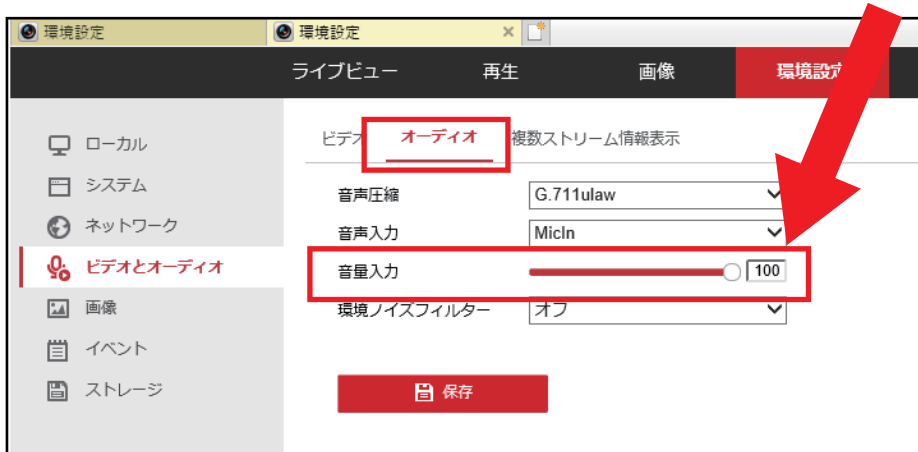 環境設定
環境設定
ライブビュー 再生 画像 環境設定
ローカル
システム
ネットワーク
ビデオとオーディオ
画像
イベント
ストレージ
ビデオ オーディオ 複数ストリーム情報表示
音声圧縮 G.711ulaw
音声入力 MicIn
音量入力 100
環境ノイズフィルター オフ
保存